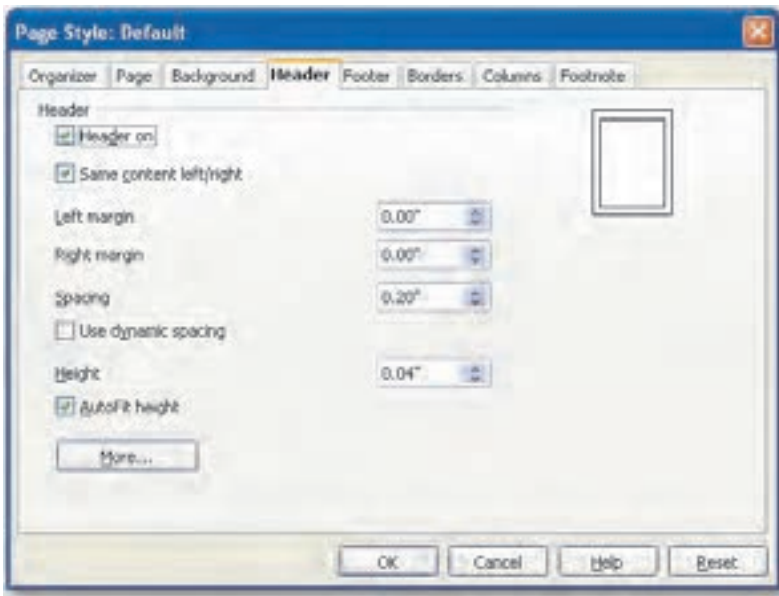 Page Style: Default
Organizer Page Background Header Footer Borders Columns Footnote
Header
Header on
Same content left/right
Left margin 0.00"
Right margin 0.00"
Spacing 0.20"
Use dynamic spacing
Height 0.04"
AutoFit height
More...
OK Cancel Help Reset